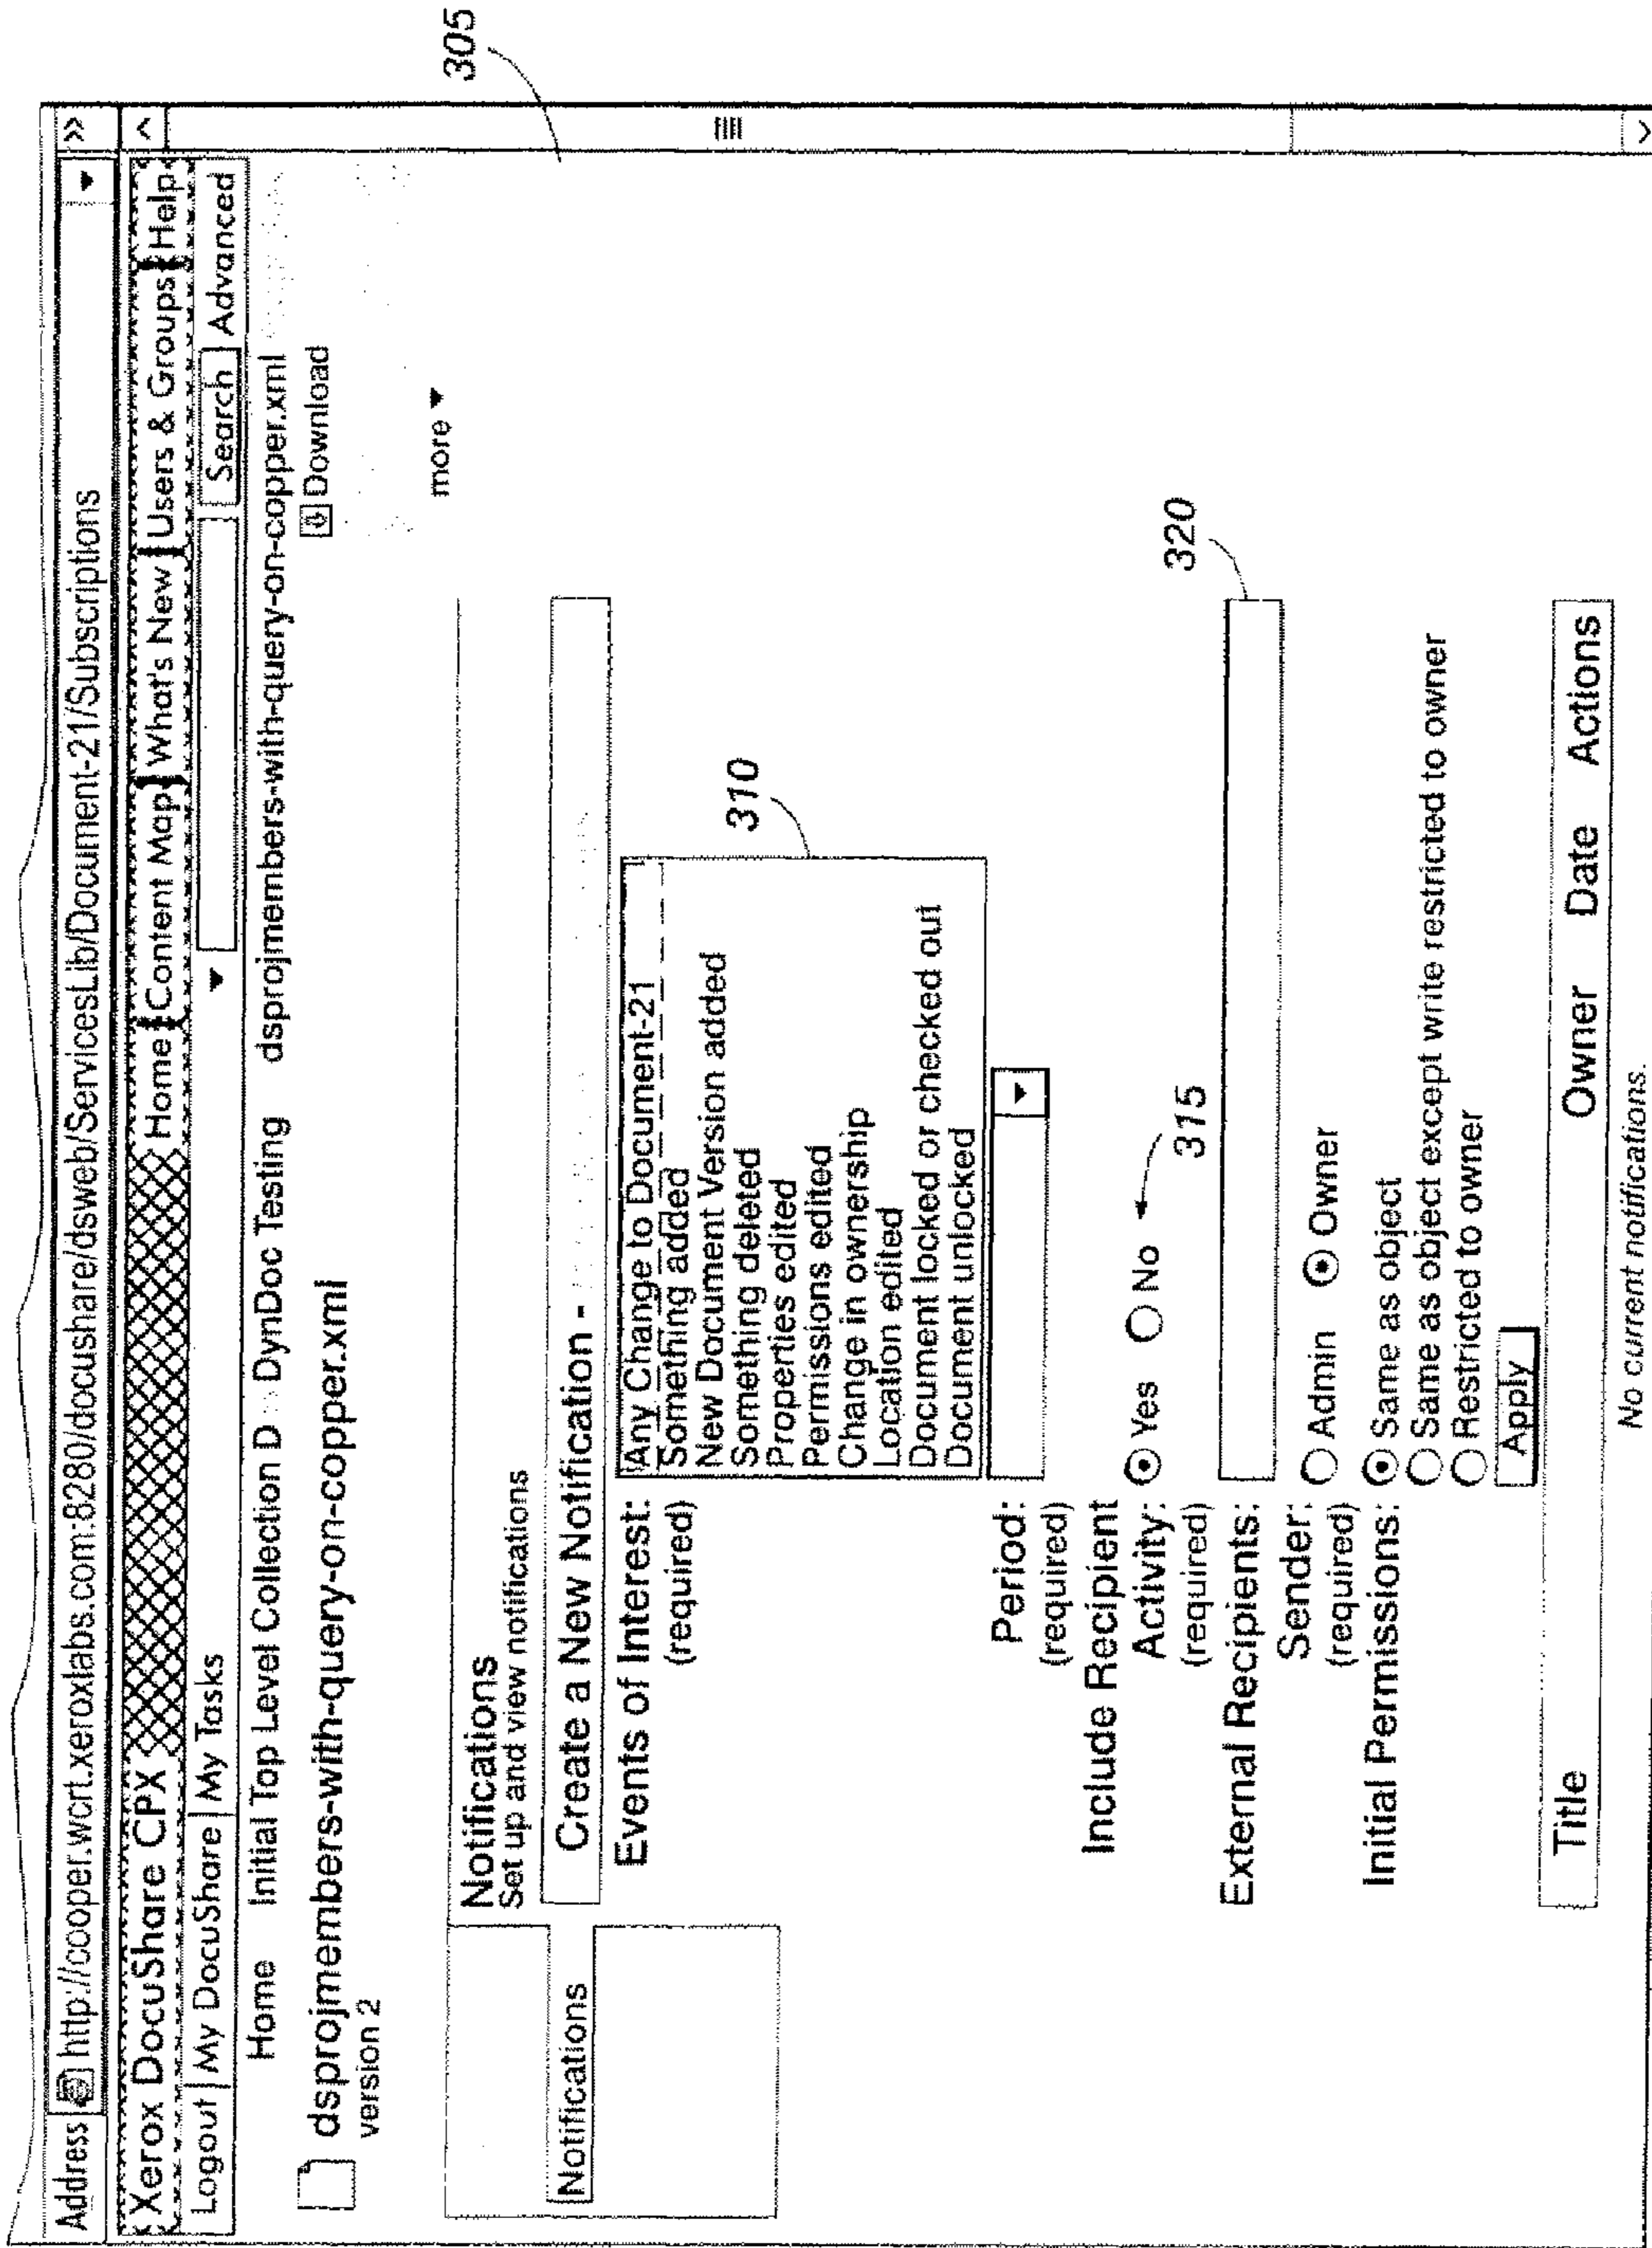 Address http://cooper.wcrt.xeroxlabs.com:8280/docushare/dsweb/ServicesLib/Document-21/Subscriptions
Xerox DocuShare CPX Home Content Map What's New Users & Groups Help
Logout My DocuShare My Tasks Search Advanced
Home Initial Top Level Collection D DynDoc Testing dsprojmembers-with-query-on-copper.xml
dsprojmembers-with-query-on-copper.xml
Download
version 2
more
305
Notifications
Set up and view notifications
Notifications
Create a New Notification -
Events of Interest:
(required)
Any Change to Document-21
Something added
New Document Version added
Something deleted
Properties edited
Permissions edited
Change in ownership
Location edited
Document locked or checked out
Document unlocked
310
Period:
(required)
Include Recipient
Activity: Yes No
315
(required)
External Recipients:
320
Sender: Admin Owner
(required)
Initial Permissions: Same as object
Same as object except write restricted to owner
Restricted to owner
Apply
Title Owner Date Actions
No current notifications.